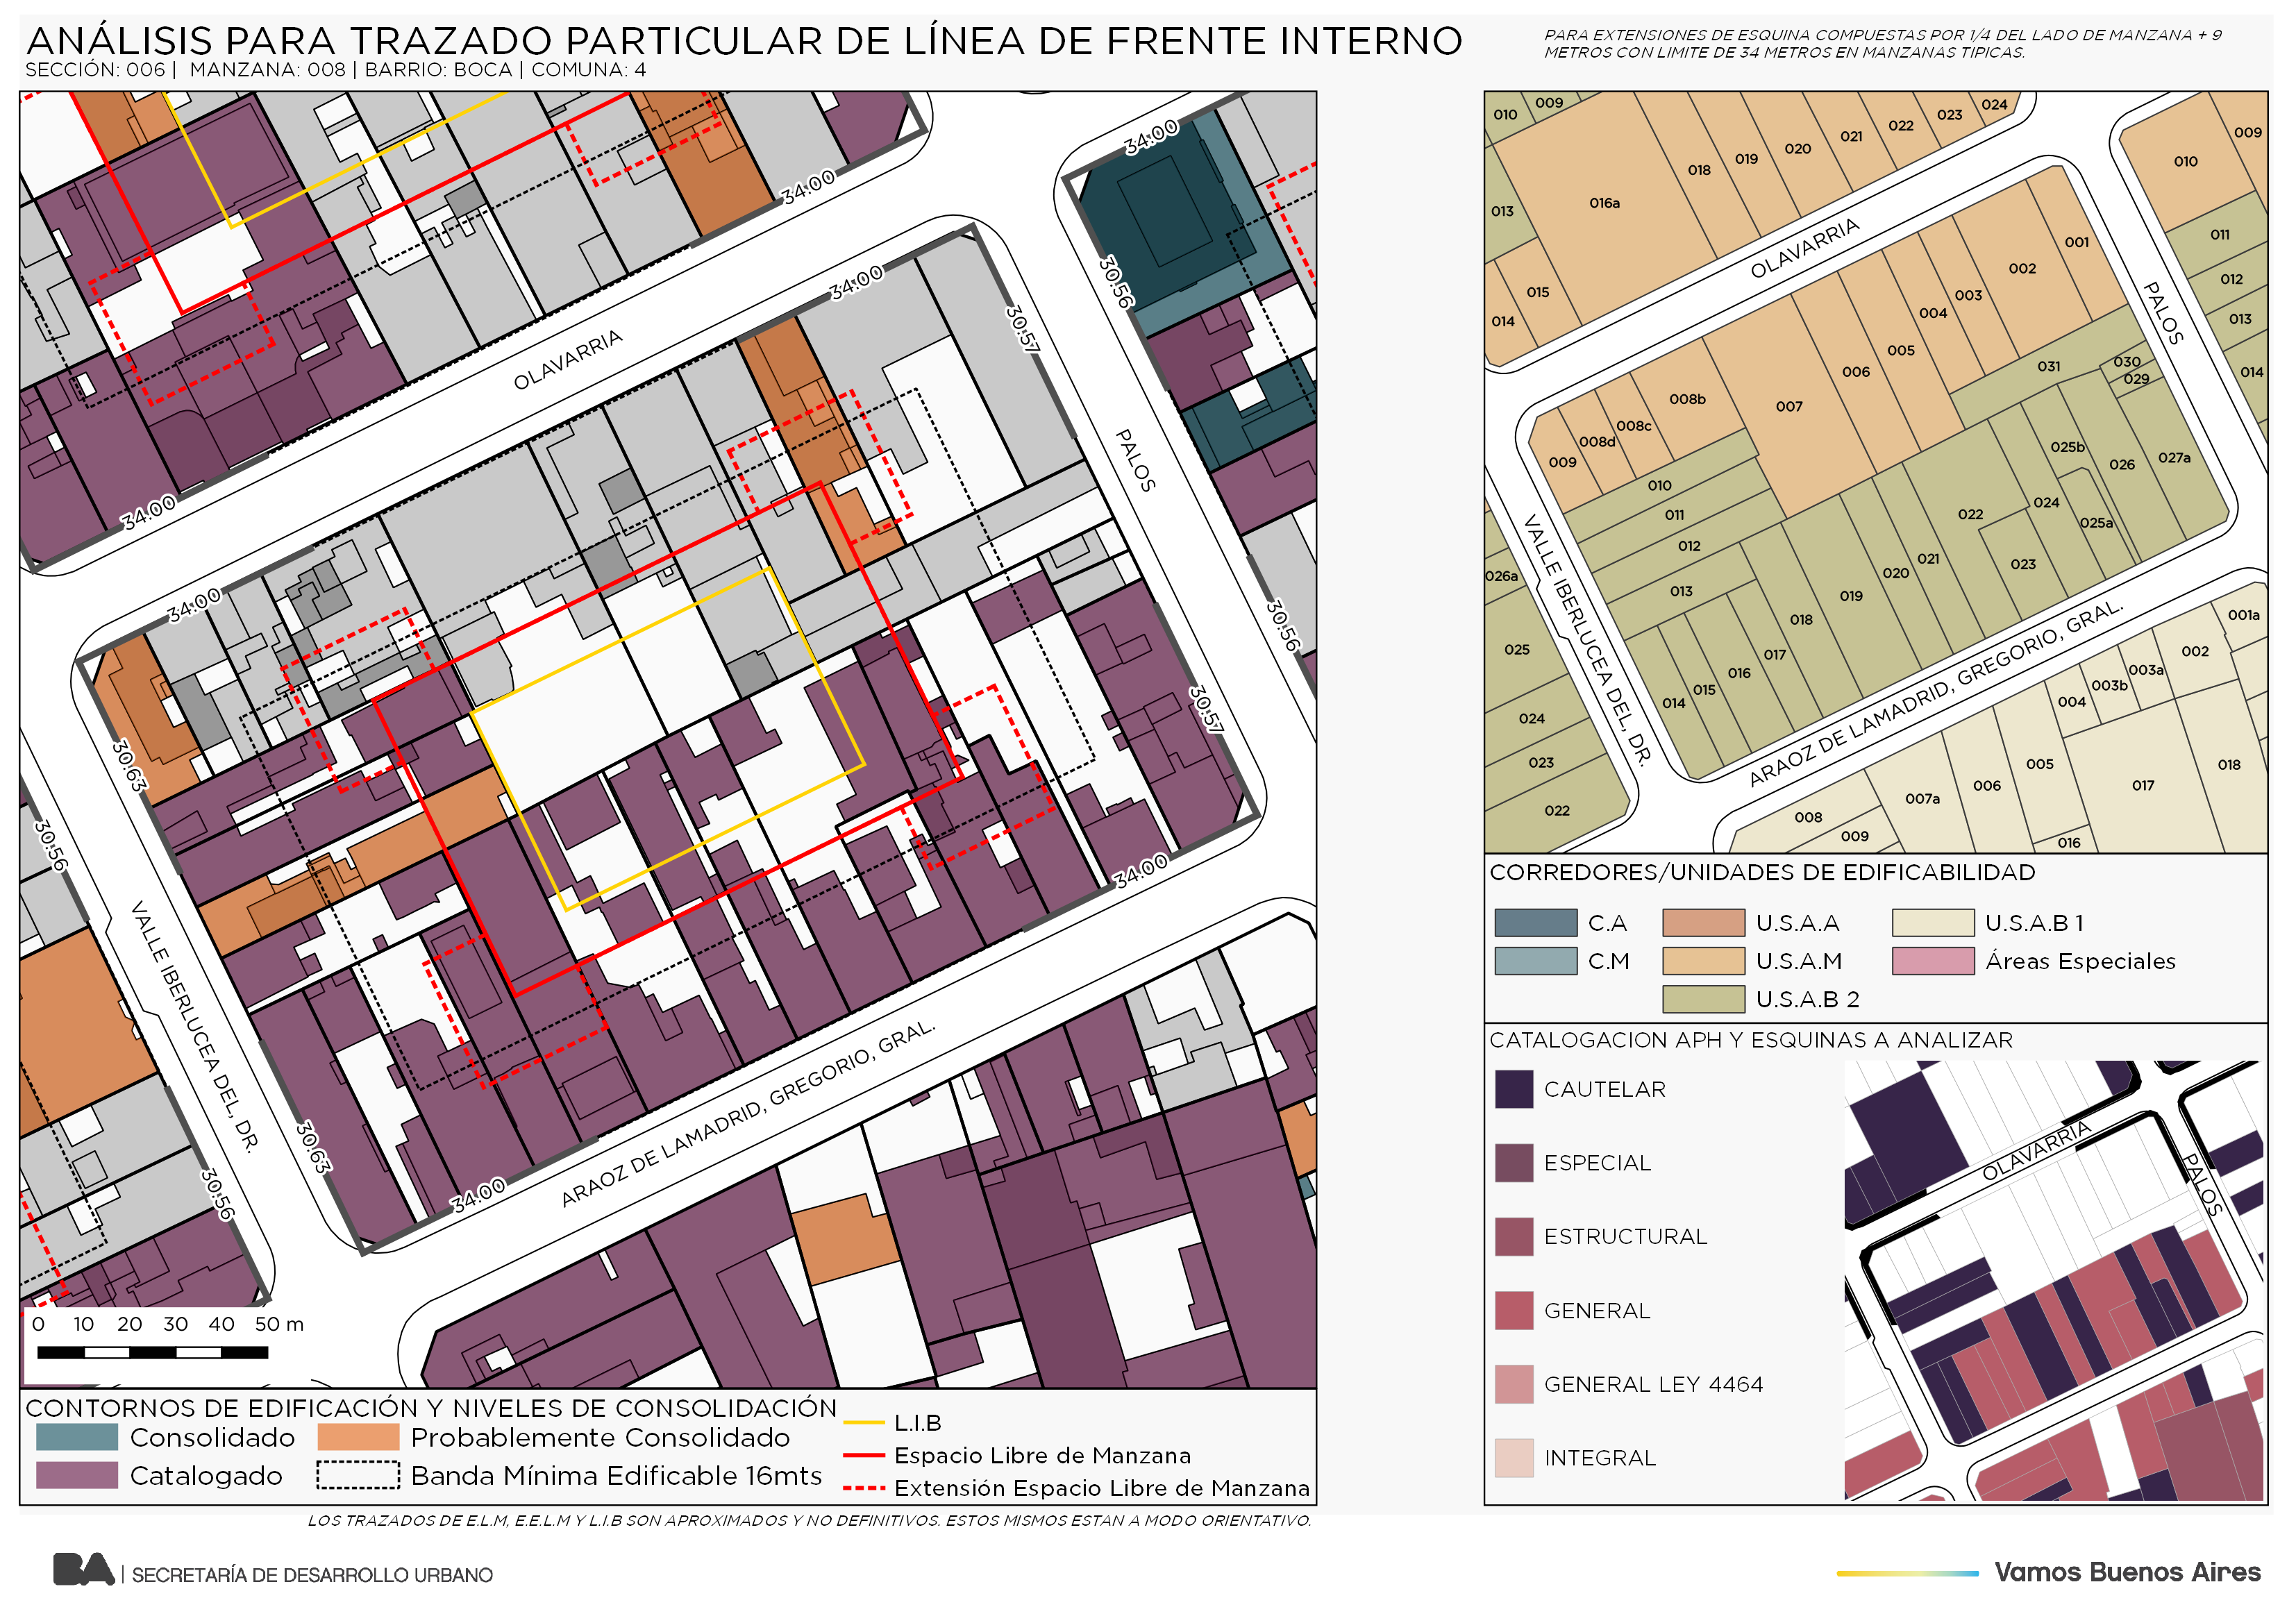 ANÁLISIS PARA TRAZADO PARTICULAR DE LÍNEA DE FRENTE INTERNO
SECCIÓN: 006 | MANZANA: 008 | BARRIO: BOCA | COMUNA: 4
PARA EXTENSIONES DE ESQUINA COMPUESTAS POR 1/4 DEL LADO DE MANZANA + 9
METROS CON LIMITE DE 34 METROS EN MANZANAS TIPICAS.
34.00
34.00
34.00
30.56
30.57
OLAVARRIA
PALOS
34.00
34.00
30.56
30.63
30.57
30.56
VALLE IBERLUCEA DEL, DR.
34.00
30.63
34.00
30.56
ARAOZ DE LAMADRID, GREGORIO, GRAL.
0 10 20 30 40 50 m
CONTORNOS DE EDIFICACIÓN Y NIVELES DE CONSOLIDACIÓN
Consolidado
Probablemente Consolidado
Catalogado
Banda Mínima Edificable 16mts
L.I.B
Espacio Libre de Manzana
Extensión Espacio Libre de Manzana
LOS TRAZADOS DE E.L.M, E.E.L.M Y L.I.B SON APROXIMADOS Y NO DEFINITIVOS. ESTOS MISMOS ESTAN A MODO ORIENTATIVO.
010
009
013
016a
018
019
020
021
022
023
024
010
009
011
012
013
014
015
014
OLAVARRIA
PALOS
001
002
003
004
005
006
007
008b
008c
008d
009
010
011
012
013
014
015
016
017
018
019
020
021
022
023
024
025a
025b
026
027a
029
030
031
026a
025
024
023
022
VALLE IBERLUCEA DEL, DR.
ARAOZ DE LAMADRID, GREGORIO, GRAL.
001a
002
003a
003b
004
005
006
007a
008
009
016
017
018
CORREDORES/UNIDADES DE EDIFICABILIDAD
C.A
U.S.A.A
U.S.A.B 1
C.M
U.S.A.M
Áreas Especiales
U.S.A.B 2
CATALOGACION APH Y ESQUINAS A ANALIZAR
CAUTELAR
ESPECIAL
ESTRUCTURAL
GENERAL
GENERAL LEY 4464
INTEGRAL
OLAVARRIA
PALOS
BA | SECRETARÍA DE DESARROLLO URBANO
Vamos Buenos Aires